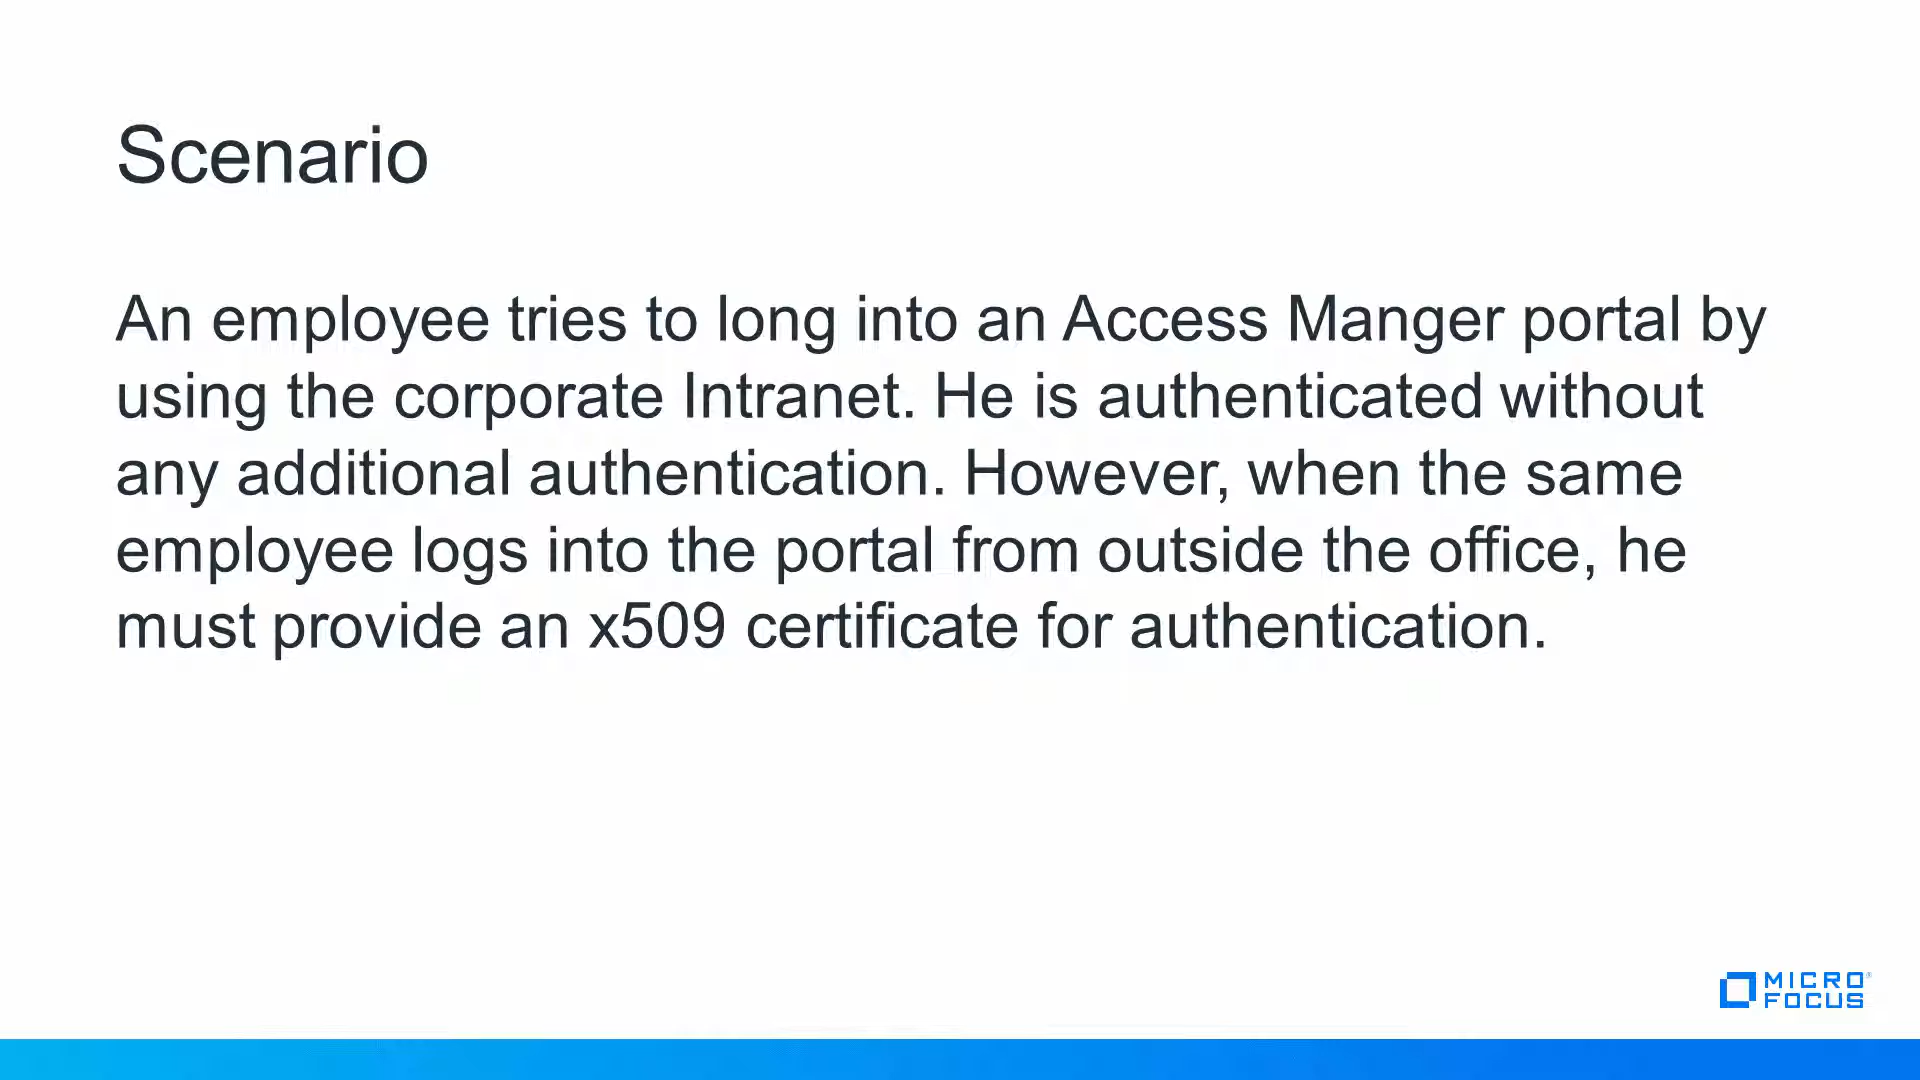 Scenario
An employee tries to long into an Access Manger portal by
using the corporate Intranet. He is authenticated without
any additional authentication. However, when the same
employee logs into the portal from outside the office, he
must provide an x509 certificate for authentication.
MICRO®
FOCUS